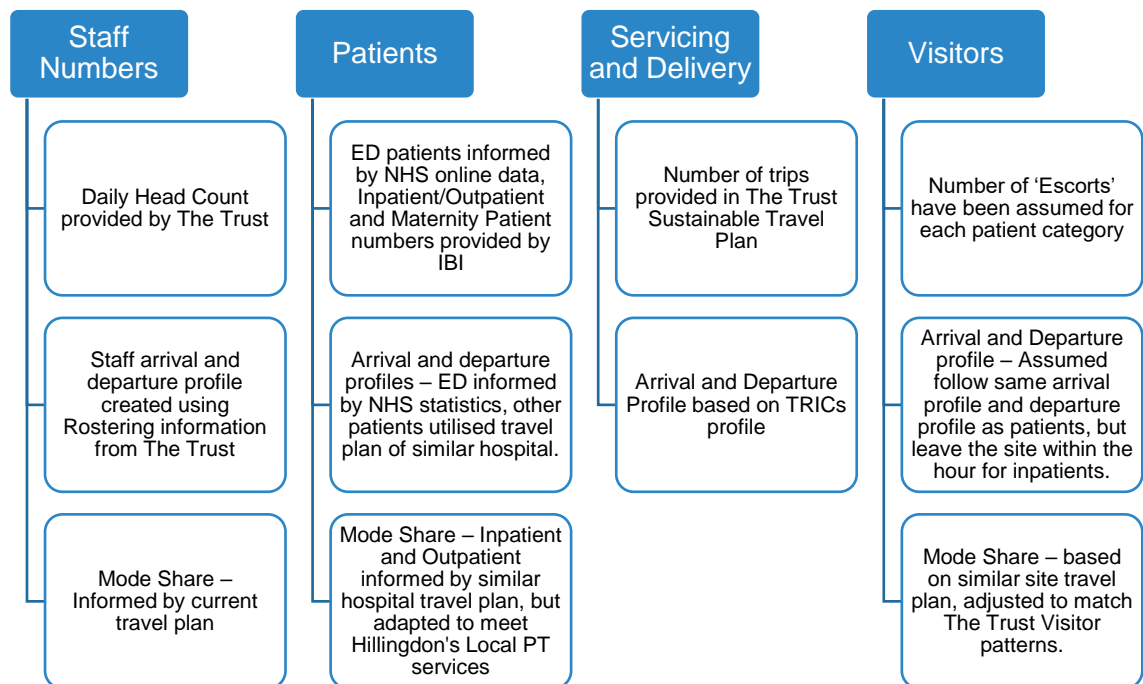 Staff
Numbers
Daily Head Count
provided by The Trust
Staff arrival and
departure profile
created using
Rostering information
from The Trust
Mode Share –
Informed by current
travel plan
Patients
ED patients informed
by NHS online data,
Inpatient/Outpatient
and Maternity Patient
numbers provided by
IBI
Arrival and departure
profiles – ED informed
by NHS statistics, other
patients utilised travel
plan of similar hospital.
Mode Share – Inpatient
and Outpatient
informed by similar
hospital travel plan, but
adapted to meet
Hillingdon's Local PT
services
Servicing
and Delivery
Number of trips
provided in The Trust
Sustainable Travel
Plan
Arrival and Departure
Profile based on TRICs
profile
Visitors
Number of ‘Escorts’
have been assumed for
each patient category
Arrival and Departure
profile – Assumed
follow same arrival
profile and departure
profile as patients, but
leave the site within the
hour for inpatients.
Mode Share – based
on similar site travel
plan, adjusted to match
The Trust Visitor
patterns.